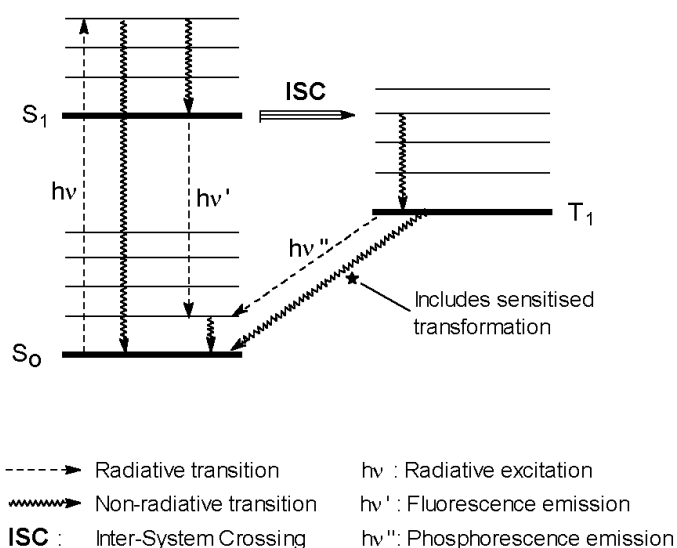 ISC
S1
hν
hν'
T1
hν"
Includes sensitised
transformation
So
Radiative transition
hν : Radiative excitation
Non-radiative transition
hν' : Fluorescence emission
ISC : Inter-System Crossing
hν": Phosphorescence emission